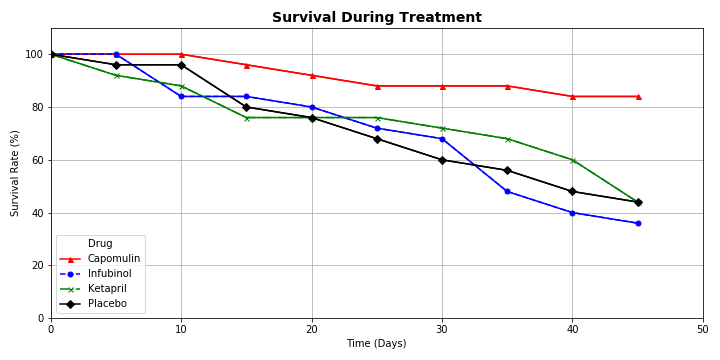 Survival During Treatment
100
80
60
40
20
0
Survival Rate (%)
0 10 20 30 40 50
Time (Days)
Drug
Capomulin
Infubinol
Ketapril
Placebo